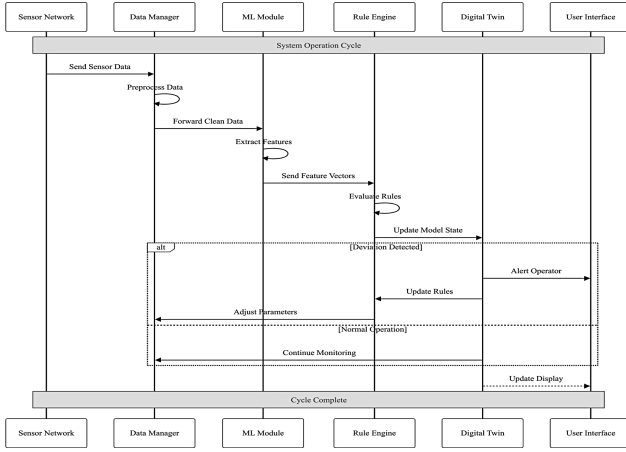 Sensor Network Data Manager ML Module Rule Engine Digital Twin User Interface
System Operation Cycle
Send Sensor Data
Preprocess Data
Forward Clean Data
Extract Features
Send Feature Vectors
Evaluate Rules
Update Model State
alt [Deviation Detected]
Alert Operator
Update Rules
Adjust Parameters
[Normal Operation]
Continue Monitoring
Update Display
Cycle Complete
Sensor Network Data Manager ML Module Rule Engine Digital Twin User Interface